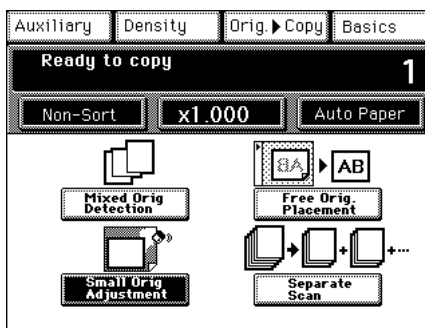 Auxiliary Density Orig.▶Copy Basics
Ready to copy 1
Non-Sort x1.000 Auto Paper
AB AB
Mixed Orig Detection
Free Orig. Placement
Small Orig Adjustment
Separate Scan